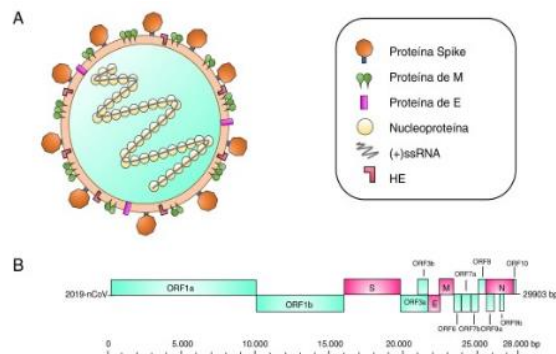 A
Proteína Spike
Proteína de M
Proteína de E
Nucleoproteína
(+)ssRNA
HE
B
ORF3b
ORF7a
ORF8
ORF10
2019-nCoV
ORF1a
S
M
N
29903 bp
ORF1b
ORF3a
E
ORF6
ORF7b
ORF9a
ORF9b
0
5.000
10.000
15.000
20.000
25.000
28.000 bp